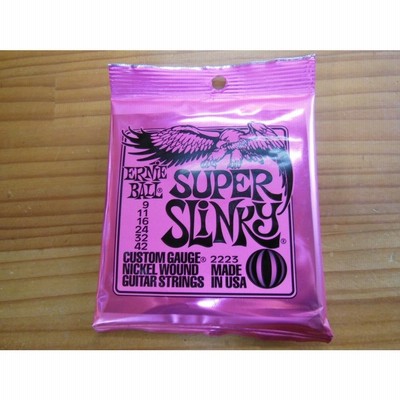 ERNIE BALL®
SUPER
SLINKY®
9
11
16
24
32
42
CUSTOM GAUGE® 2223
NICKEL WOUND MADE
GUITAR STRINGS IN USA